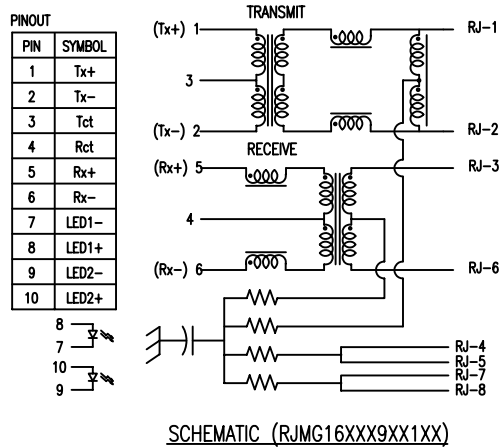 PINOUT
PIN SYMBOL
1 Tx+
2 Tx-
3 Tct
4 Rct
5 Rx+
6 Rx-
7 LED1-
8 LED1+
9 LED2-
10 LED2+
8
7
10
9
TRANSMIT
(Tx+) 1
RJ-1
3
(Tx-) 2
RJ-2
RECEIVE
(Rx+) 5
RJ-3
4
(Rx-) 6
RJ-6
RJ-4
RJ-5
RJ-7
RJ-8
SCHEMATIC (RJMG16XXX9XX1XX)